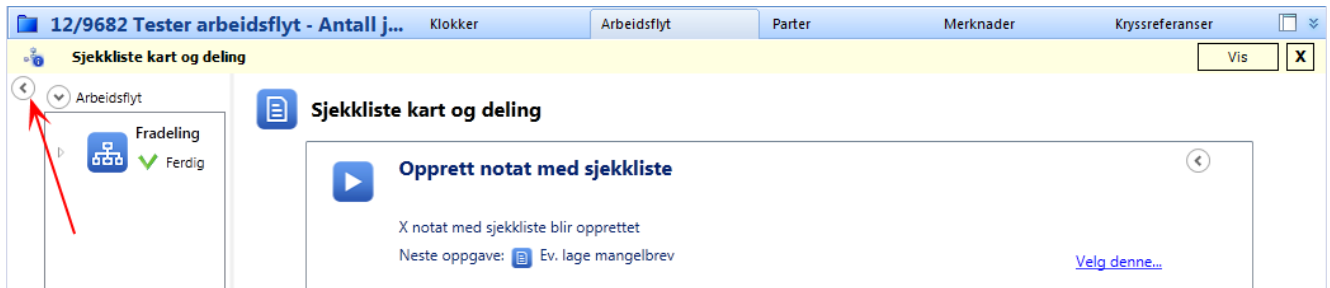 12/9682 Tester arbeidsflyt - Antall j... Klokker Arbeidsflyt Parter Merknader Kryssreferanser
Sjekkliste kart og deling Vis X
Arbeidsflyt
Fradeling
Ferdig
Sjekkliste kart og deling
Opprett notat med sjekkliste
X notat med sjekkliste blir opprettet
Neste oppgave: Ev. lage mangelbrev
Velg denne...